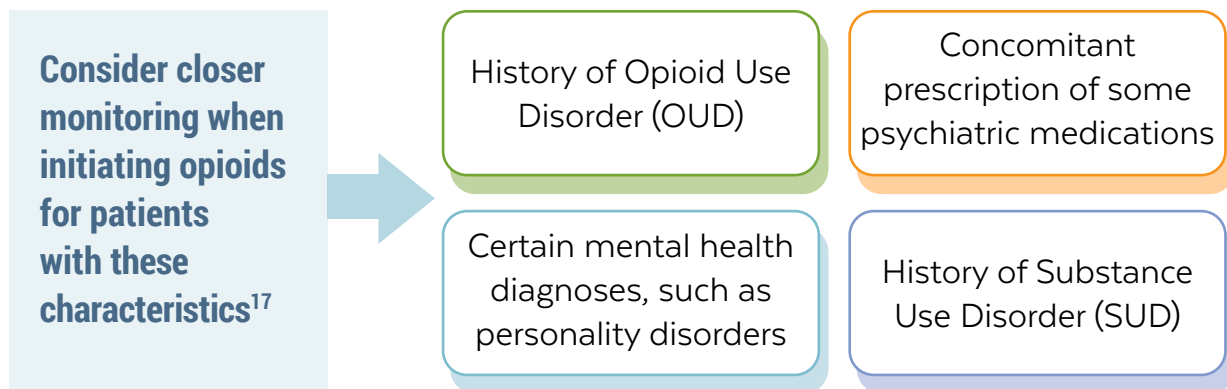 Consider closer
monitoring when
initiating opioids
for patients
with these
characteristics17
History of Opioid Use
Disorder (OUD)
Concomitant
prescription of some
psychiatric medications
Certain mental health
diagnoses, such as
personality disorders
History of Substance
Use Disorder (SUD)